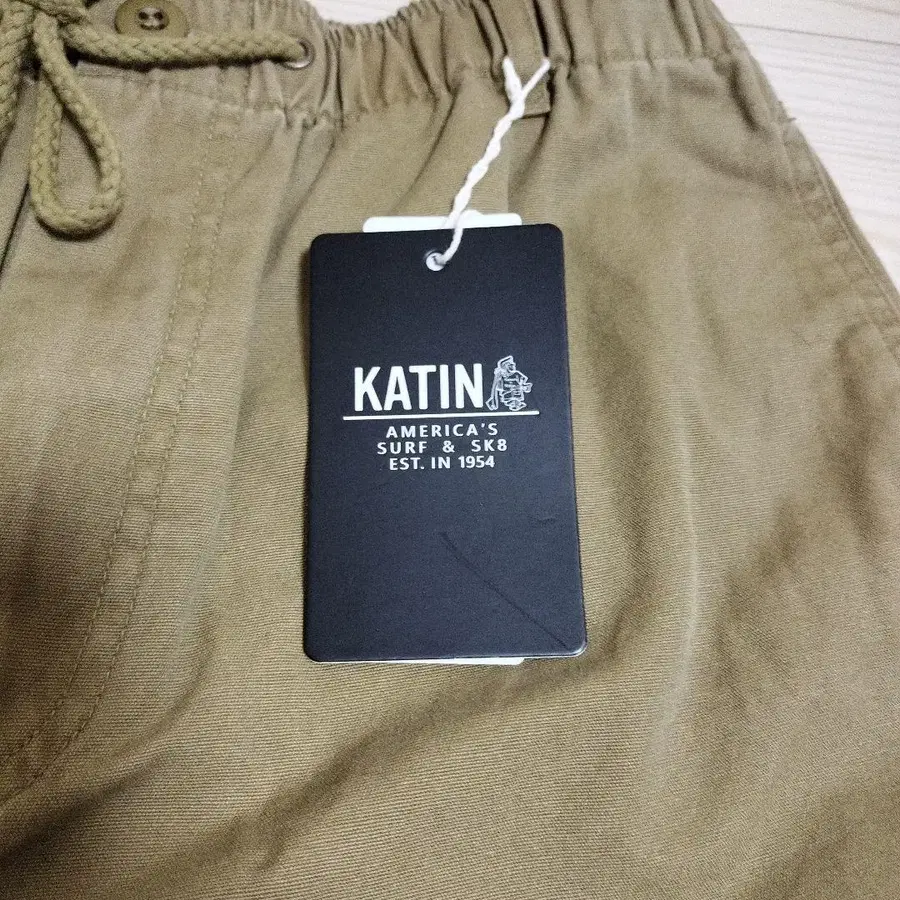 KATIN
AMERICA'S
SURF & SK8
EST. IN 1954